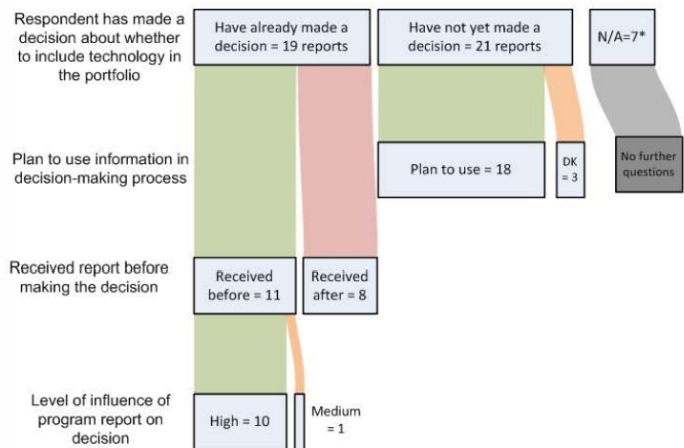 Respondent has made a
decision about whether
to include technology in
the portfolio
Have already made a
decision = 19 reports
Have not yet made a
decision = 21 reports
N/A=7*
Plan to use information in
decision-making process
Plan to use = 18
DK
= 3
No further
questions
Received report before
making the decision
Received
before = 11
Received
after = 8
Level of influence of
program report on
decision
High = 10
Medium
= 1